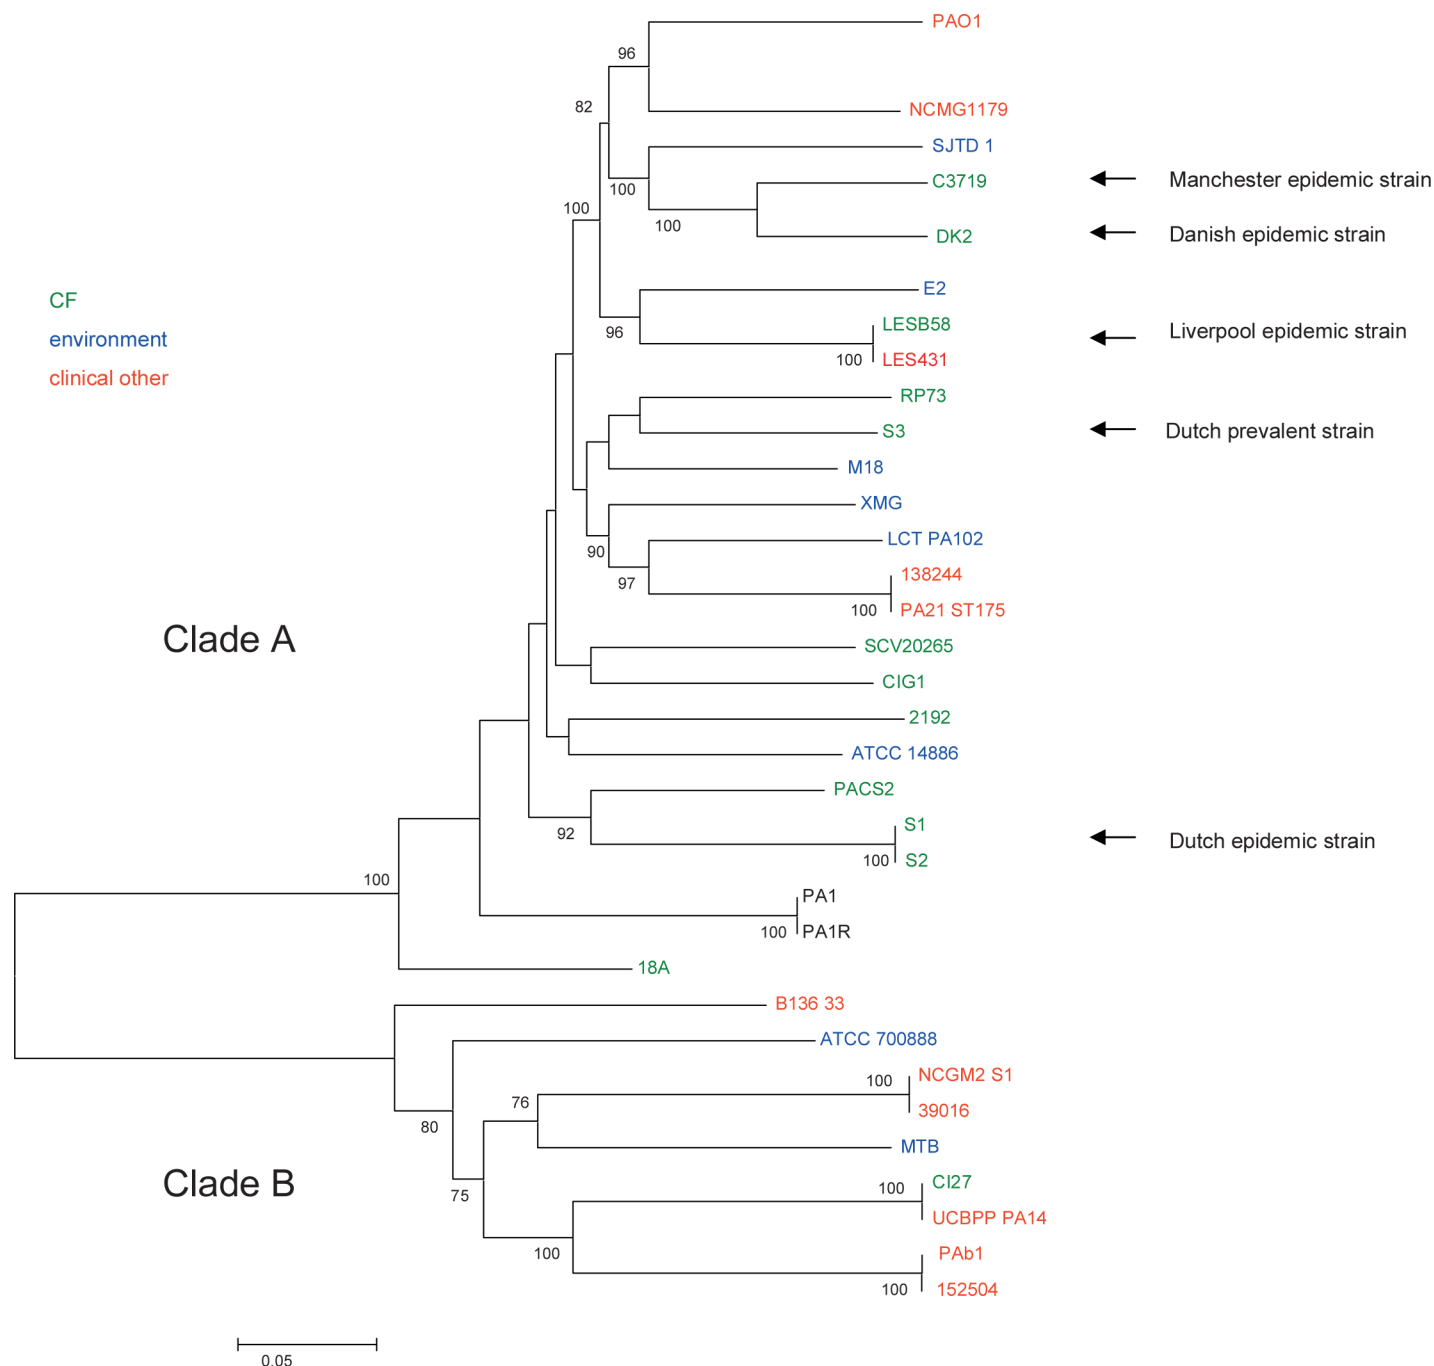 PAO1
96
82
NCMG1179
SJTD 1
100
C3719
Manchester epidemic strain
100
100
DK2
Danish epidemic strain
E2
CF
LESB58
Liverpool epidemic strain
96
environment
100
LES431
clinical other
RP73
S3
Dutch prevalent strain
M18
XMG
LCT PA102
90
138244
97
100
PA21 ST175
Clade A
SCV20265
CIG1
2192
ATCC 14886
PACS2
S1
92
Dutch epidemic strain
100
S2
100
PA1
100
PA1R
18A
B136 33
ATCC 700888
NCGM2 S1
100
76
39016
80
MTB
Clade B
CI27
100
75
UCBPP PA14
100
PAb1
100
152504
0.05